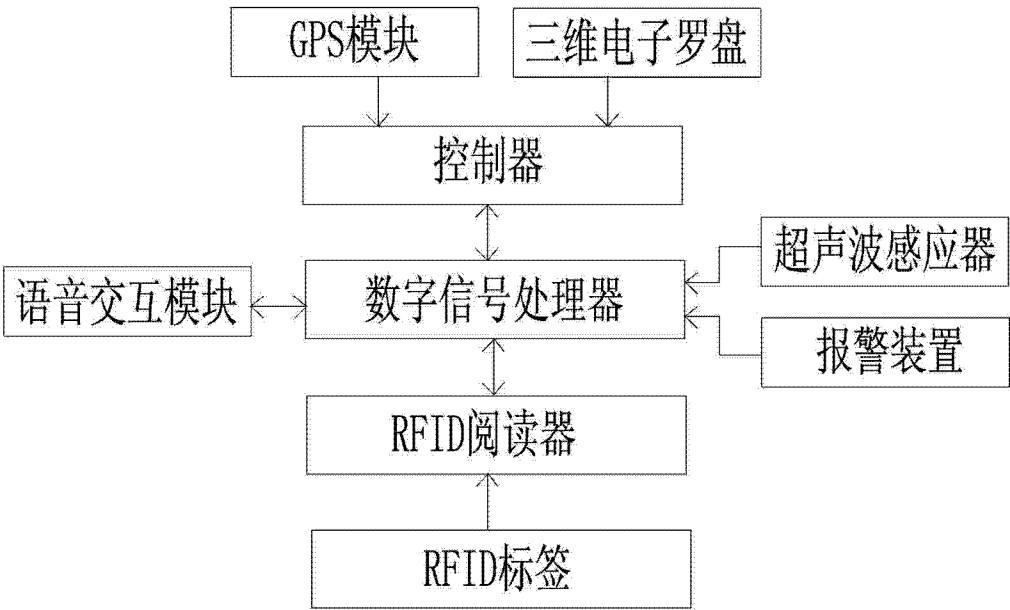 GPS模块
三维电子罗盘
控制器
超声波感应器
语音交互模块
数字信号处理器
报警装置
RFID阅读器
RFID标签